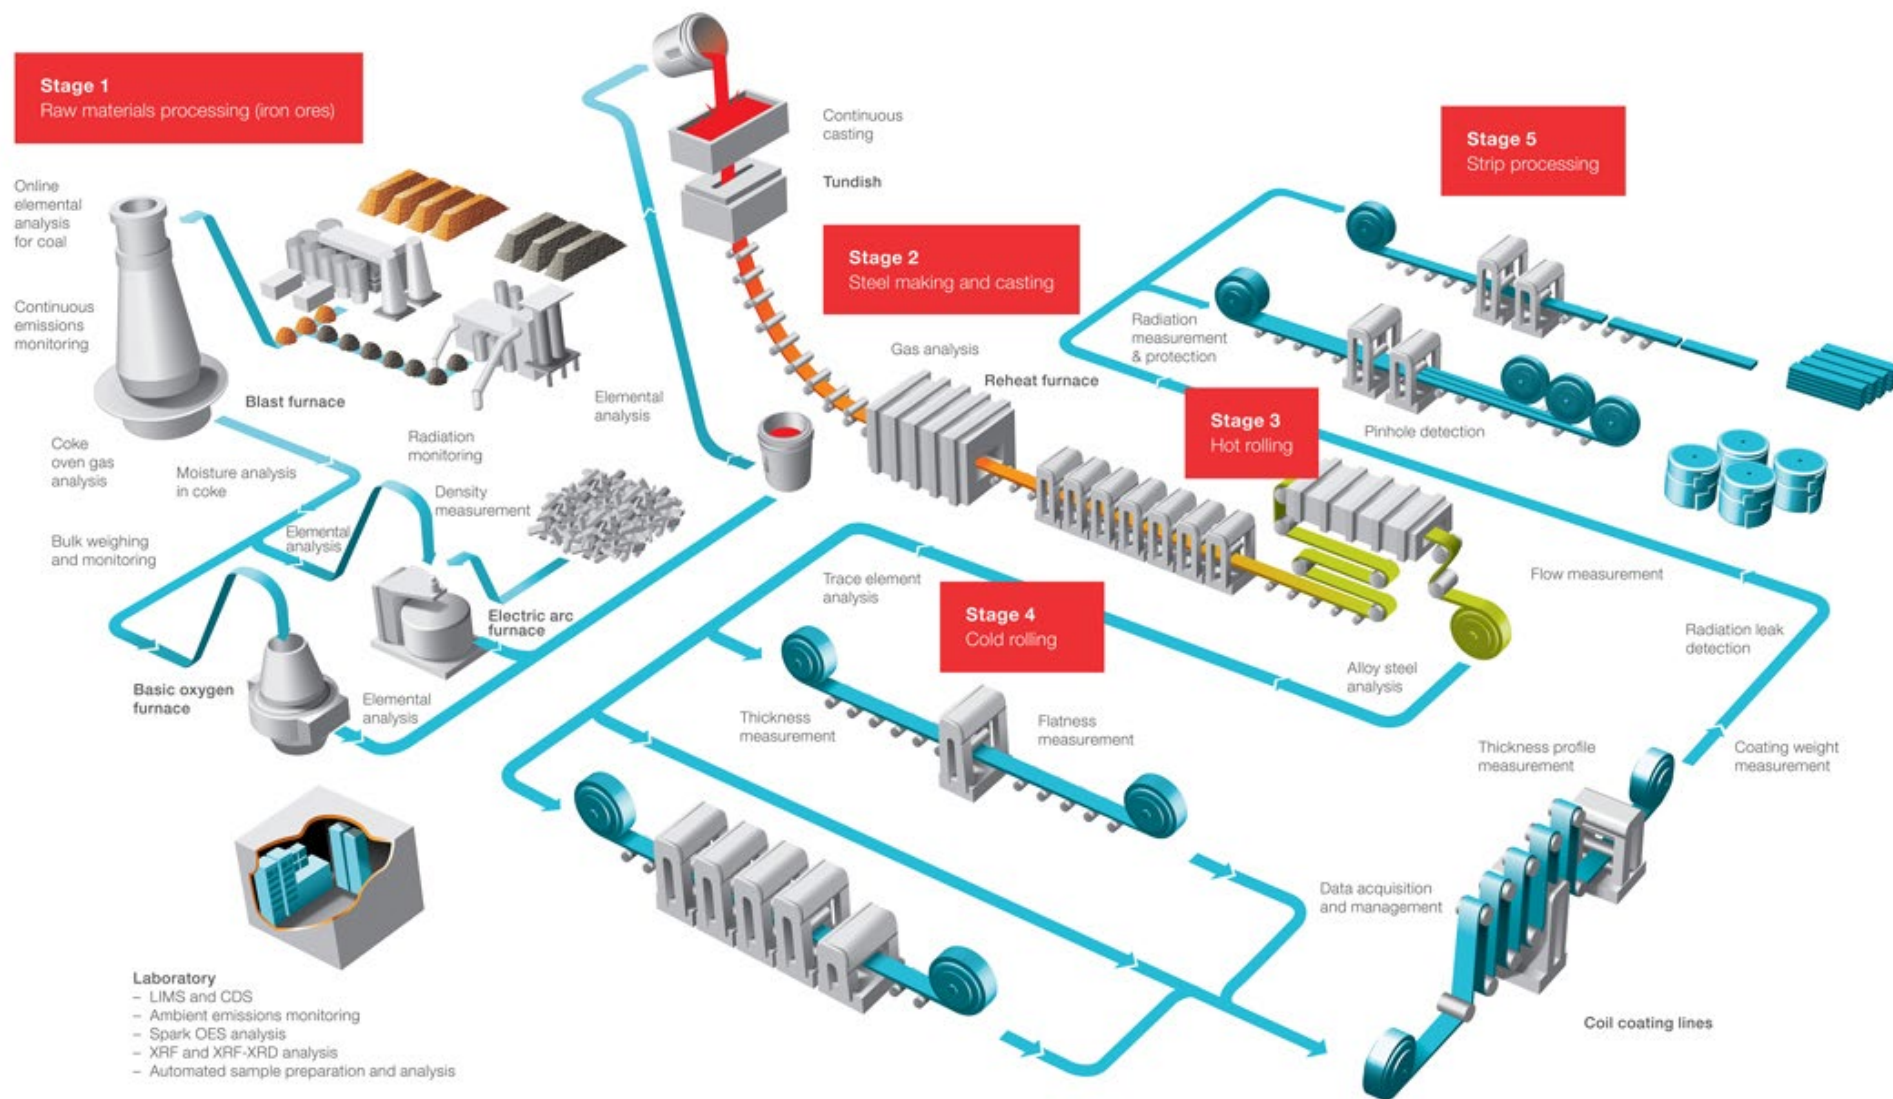 Stage 1
Raw materials processing (iron ores)
Online
elemental
analysis
for coal
Continuous
emissions
monitoring
Blast furnace
Coke
oven gas
analysis
Moisture analysis
in coke
Radiation
monitoring
Density
measurement
Elemental
analysis
Bulk weighing
and monitoring
Elemental
analysis
Electric arc
furnace
Basic oxygen
furnace
Elemental
analysis
Laboratory
– LIMS and CDS
– Ambient emissions monitoring
– Spark OES analysis
– XRF and XRF-XRD analysis
– Automated sample preparation and analysis
Continuous
casting
Tundish
Stage 2
Steel making and casting
Gas analysis
Reheat furnace
Stage 3
Hot rolling
Trace element
analysis
Stage 4
Cold rolling
Alloy steel
analysis
Thickness
measurement
Flatness
measurement
Data acquisition
and management
Thickness profile
measurement
Coating weight
measurement
Coil coating lines
Radiation leak
detection
Flow measurement
Stage 5
Strip processing
Radiation
measurement
& protection
Pinhole detection